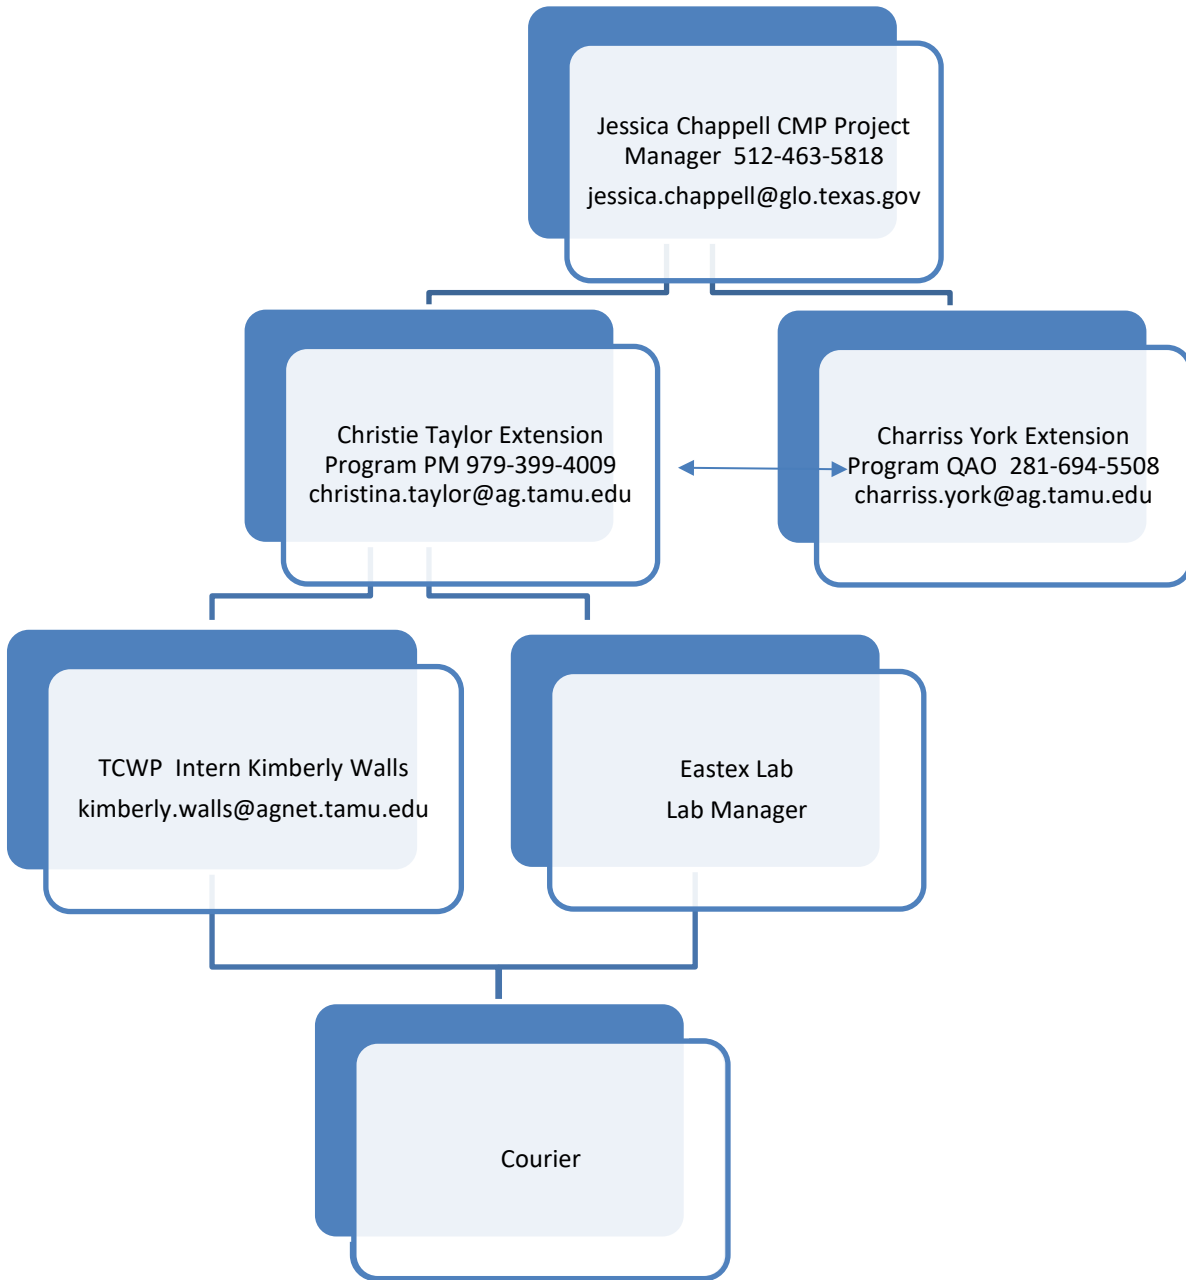 Jessica Chappell CMP Project
Manager  512-463-5818
jessica.chappell@glo.texas.gov
Christie Taylor Extension
Program PM 979-399-4009
christina.taylor@ag.tamu.edu
Charriss York Extension
Program QAO  281-694-5508
charriss.york@ag.tamu.edu
TCWP  Intern Kimberly Walls
kimberly.walls@agnet.tamu.edu
Eastex Lab
Lab Manager
Courier